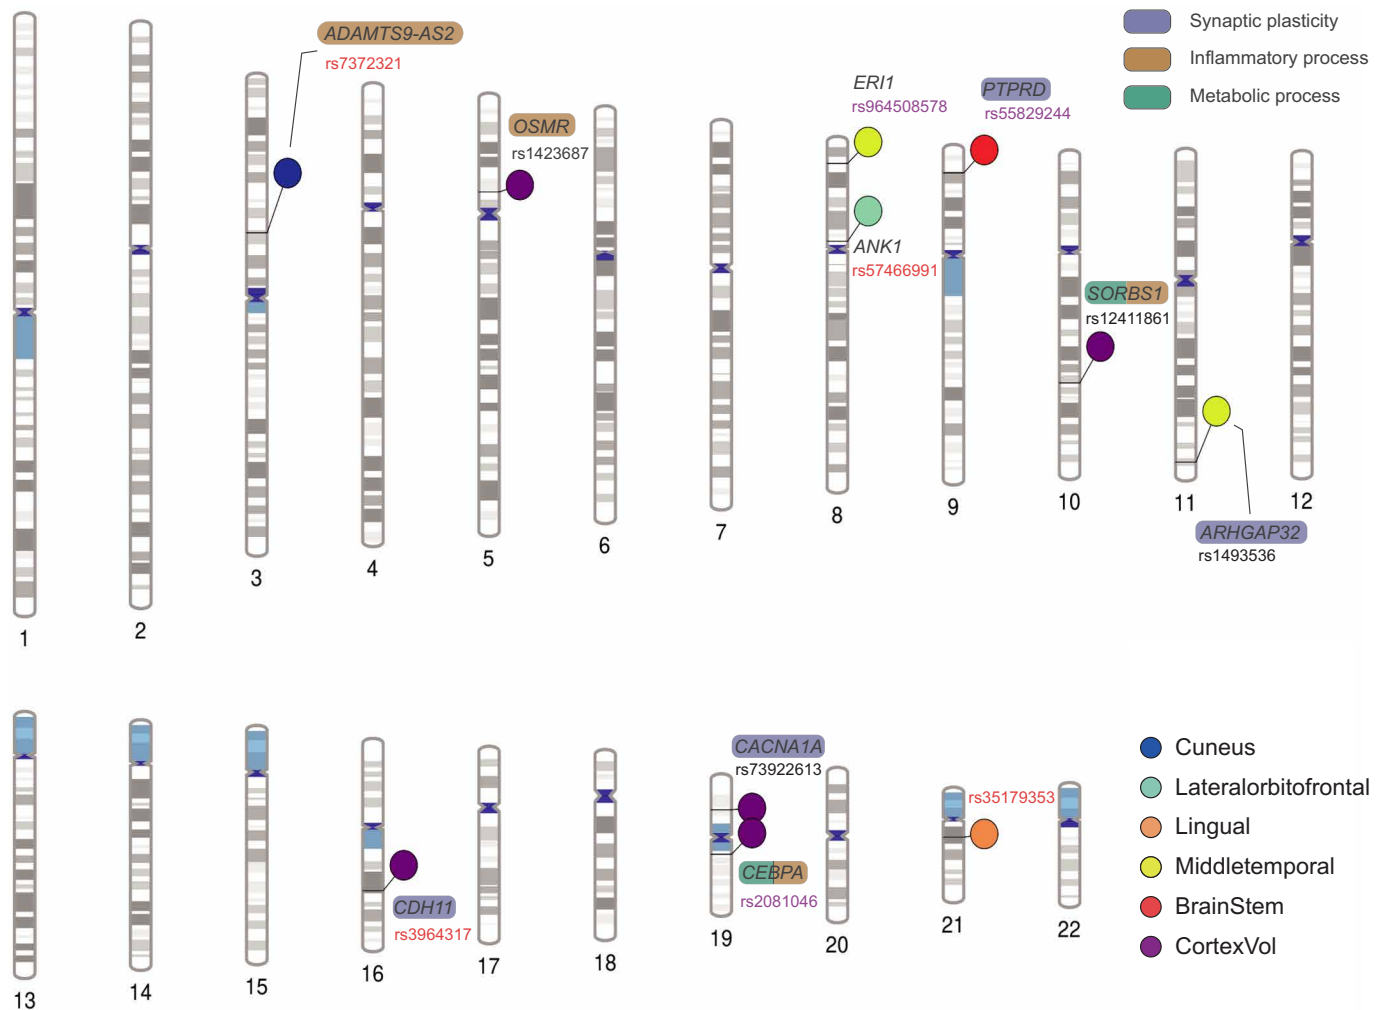 ADAMTS9-AS2
rs7372321
OSMR
rs1423687
ERI1
rs964508578
ANK1
rs57466991
PTPRD
rs55829244
Synaptic plasticity
Inflammatory process
Metabolic process
SORBS1
rs12411861
ARHGAP32
rs1493536
1
2
3
4
5
6
7
8
9
10
11
12
CDH11
rs3964317
CACNA1A
rs73922613
CEBPA
rs2081046
rs35179353
Cuneus
Lateralorbitofrontal
Lingual
Middletemporal
BrainStem
CortexVol
13
14
15
16
17
18
19
20
21
22